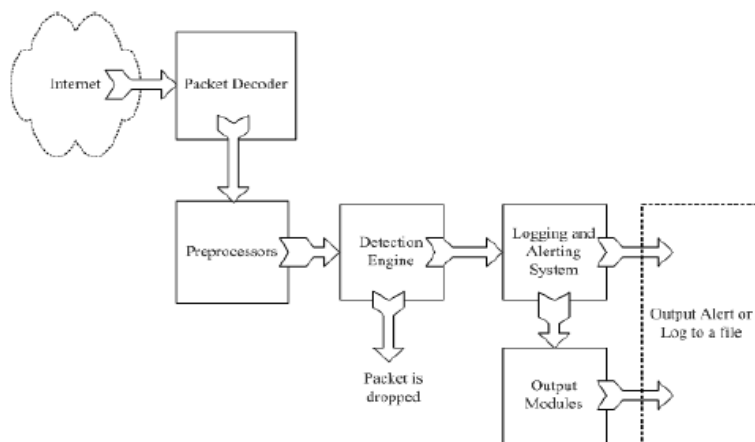 Internet
Packet Decoder
Preprocessors
Detection
Engine
Logging and
Alerting
System
Output Alert or
Log to a file
Packet is
dropped
Output
Modules